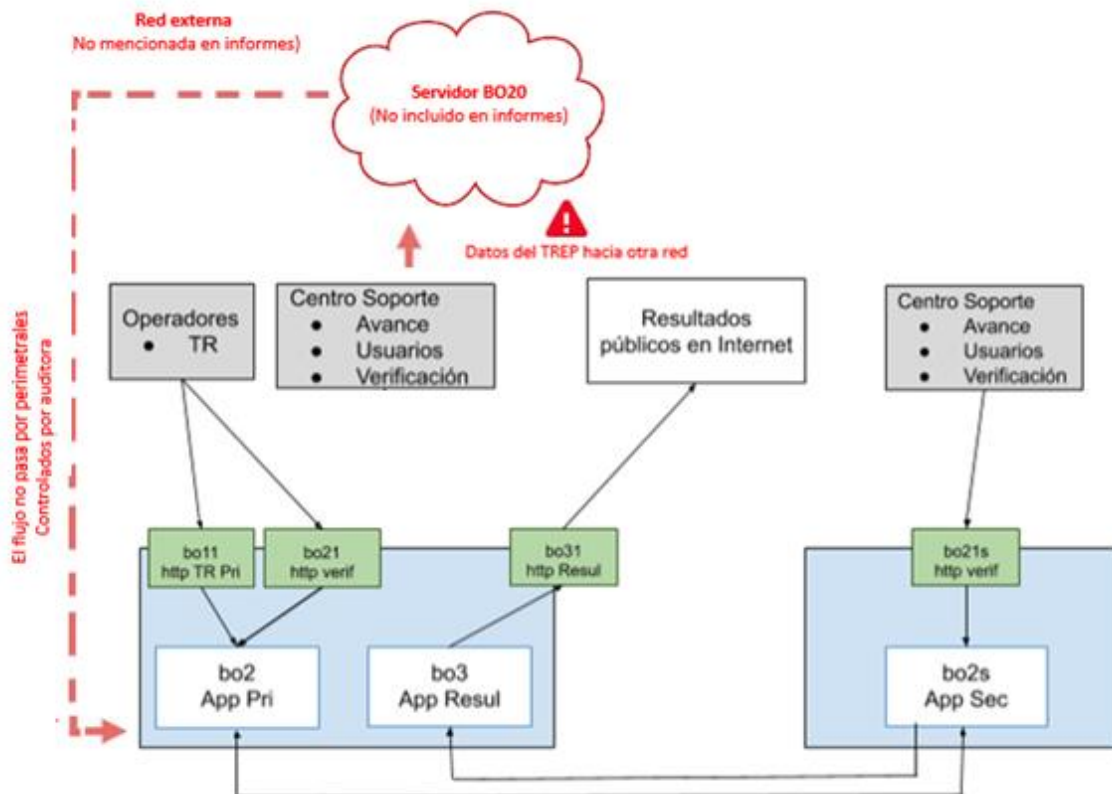 Red externa
(No mencionada en informes)
Servidor BO20
(No incluido en informes)
Datos del TREP hacia otra red
El flujo no pasa por perimetrales
Controlados por auditora
Operadores
● TR
Centro Soporte
● Avance
● Usuarios
● Verificación
Resultados
públicos en Internet
Centro Soporte
● Avance
● Usuarios
● Verificación
bo11
http TR Pri
bo21
http verif
bo31
http Resul
bo21s
http verif
bo2
App Pri
bo3
App Resul
bo2s
App Sec